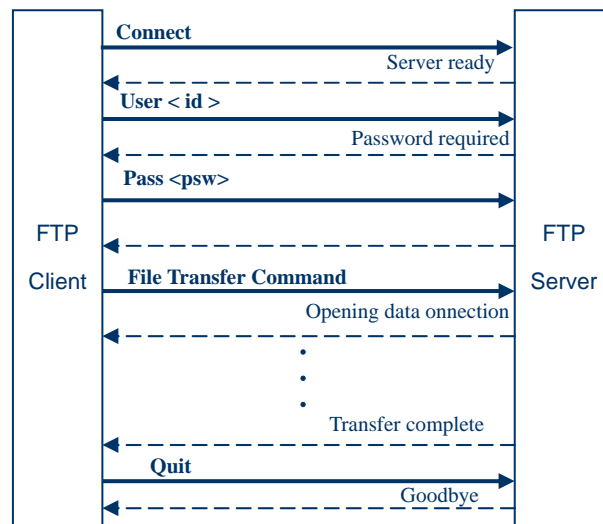 Connect
Server ready
User < id >
Password required
Pass <psw>
FTP
Client
FTP
Server
File Transfer Command
Opening data onnection
Transfer complete
Quit
Goodbye